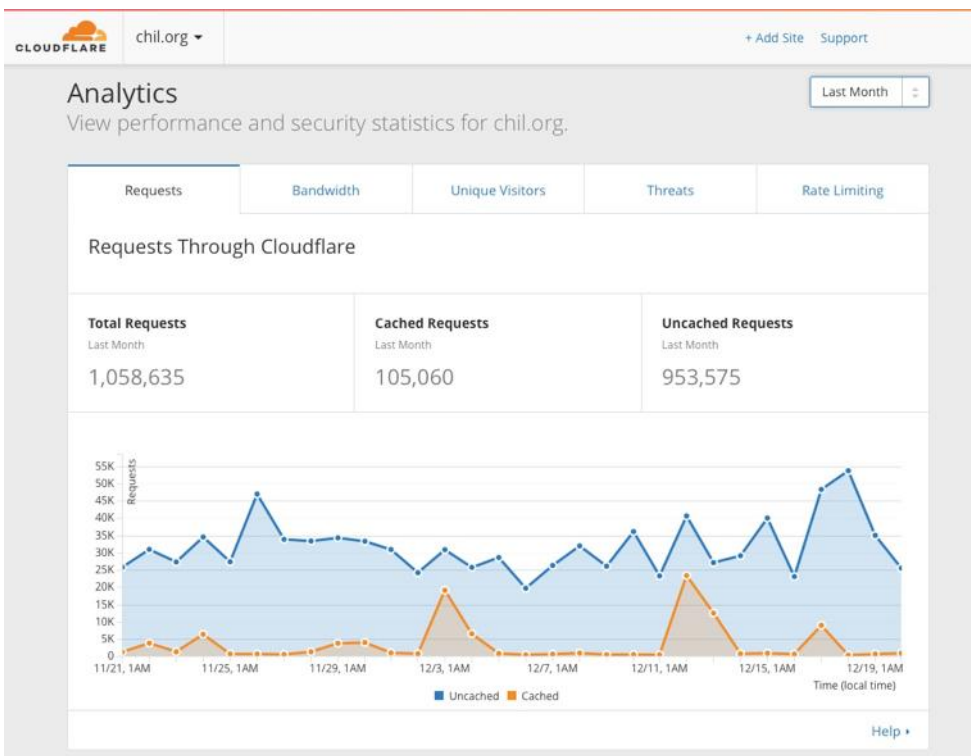 CLOUDFLARE chil.org + Add Site Support
Analytics Last Month
View performance and security statistics for chil.org.
Requests Bandwidth Unique Visitors Threats Rate Limiting
Requests Through Cloudflare
Total Requests Cached Requests Uncached Requests
Last Month Last Month Last Month
1,058,635 105,060 953,575
Requests
55K
50K
45K
40K
35K
30K
25K
20K
15K
10K
5K
0
11/21, 1AM 11/25, 1AM 11/29, 1AM 12/3, 1AM 12/7, 1AM 12/11, 1AM 12/15, 1AM 12/19, 1AM
Time (local time)
Uncached Cached
Help